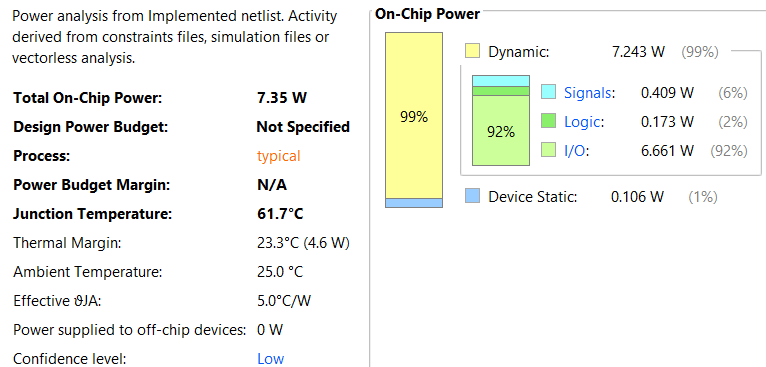 Power analysis from Implemented netlist. Activity
derived from constraints files, simulation files or
vectorless analysis.
Total On-Chip Power: 7.35 W
Design Power Budget: Not Specified
Process: typical
Power Budget Margin: N/A
Junction Temperature: 61.7°C
Thermal Margin: 23.3°C (4.6 W)
Ambient Temperature: 25.0 °C
Effective ϑJA: 5.0°C/W
Power supplied to off-chip devices: 0 W
Confidence level: Low
On-Chip Power
Dynamic: 7.243 W (99%)
99%
92%
Signals: 0.409 W (6%)
Logic: 0.173 W (2%)
I/O: 6.661 W (92%)
Device Static: 0.106 W (1%)